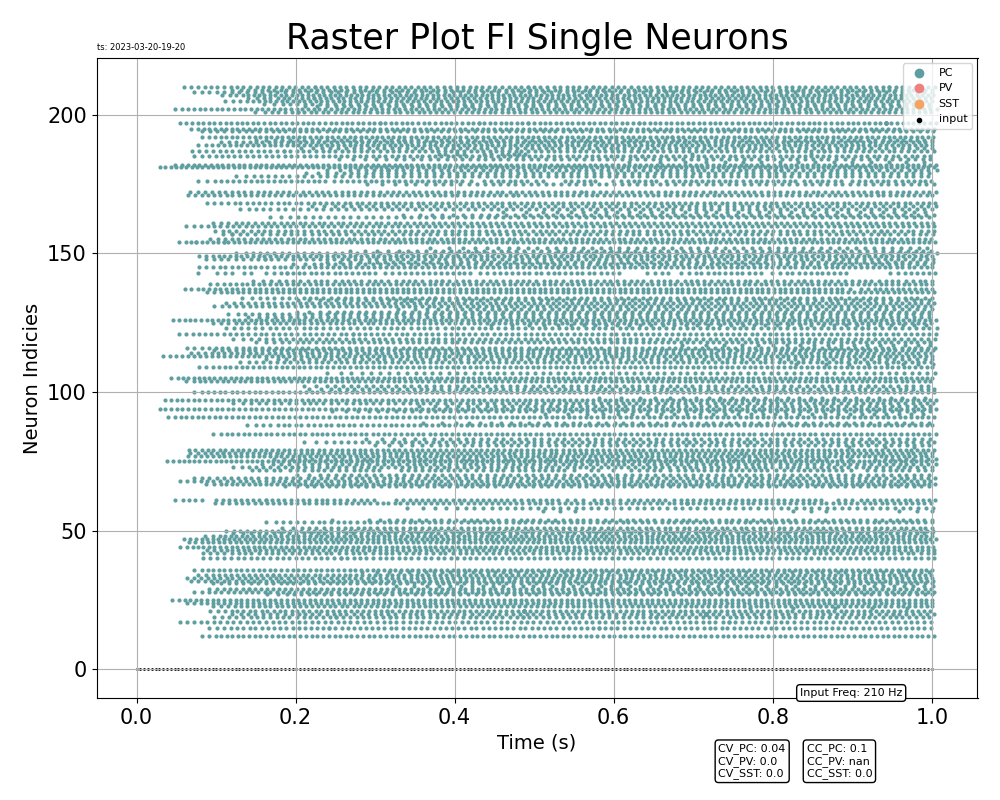 Raster Plot FI Single Neurons
ts: 2023-03-20-19-20
PC
PV
SST
input
200
150
100
50
0
Neuron Indicies
0.0 0.2 0.4 0.6 0.8 1.0
Time (s)
Input Freq: 210 Hz
CV_PC: 0.04
CV_PV: 0.0
CV_SST: 0.0
CC_PC: 0.1
CC_PV: nan
CC_SST: 0.0